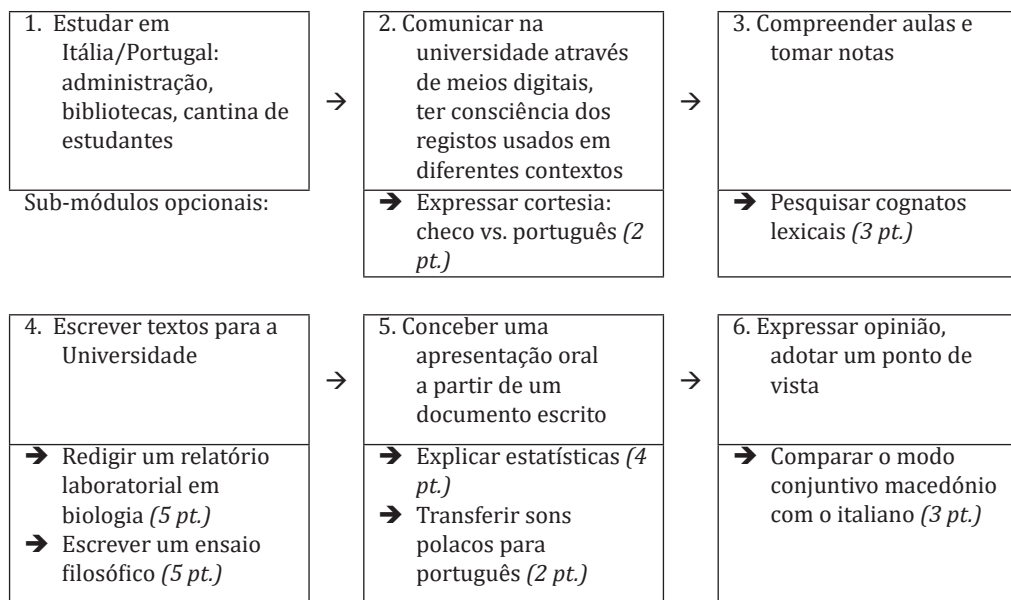 1. Estudar em
Itália/Portugal:
administração,
bibliotecas, cantina de
estudantes
→
2. Comunicar na
universidade através
de meios digitais,
ter consciência dos
registos usados em
diferentes contextos
→
3. Compreender aulas e
tomar notas
Sub-módulos opcionais:
➔ Expressar cortesia:
checo vs. português (2
pt.)
➔ Pesquisar cognatos
lexicais (3 pt.)
4. Escrever textos para a
Universidade
→
5. Conceber uma
apresentação oral
a partir de um
documento escrito
→
6. Expressar opinião,
adotar um ponto de
vista
➔ Redigir um relatório
laboratorial em
biologia (5 pt.)
➔ Escrever um ensaio
filosófico (5 pt.)
➔ Explicar estatísticas (4
pt.)
➔ Transferir sons
polacos para
português (2 pt.)
➔ Comparar o modo
conjuntivo macedónio
com o italiano (3 pt.)